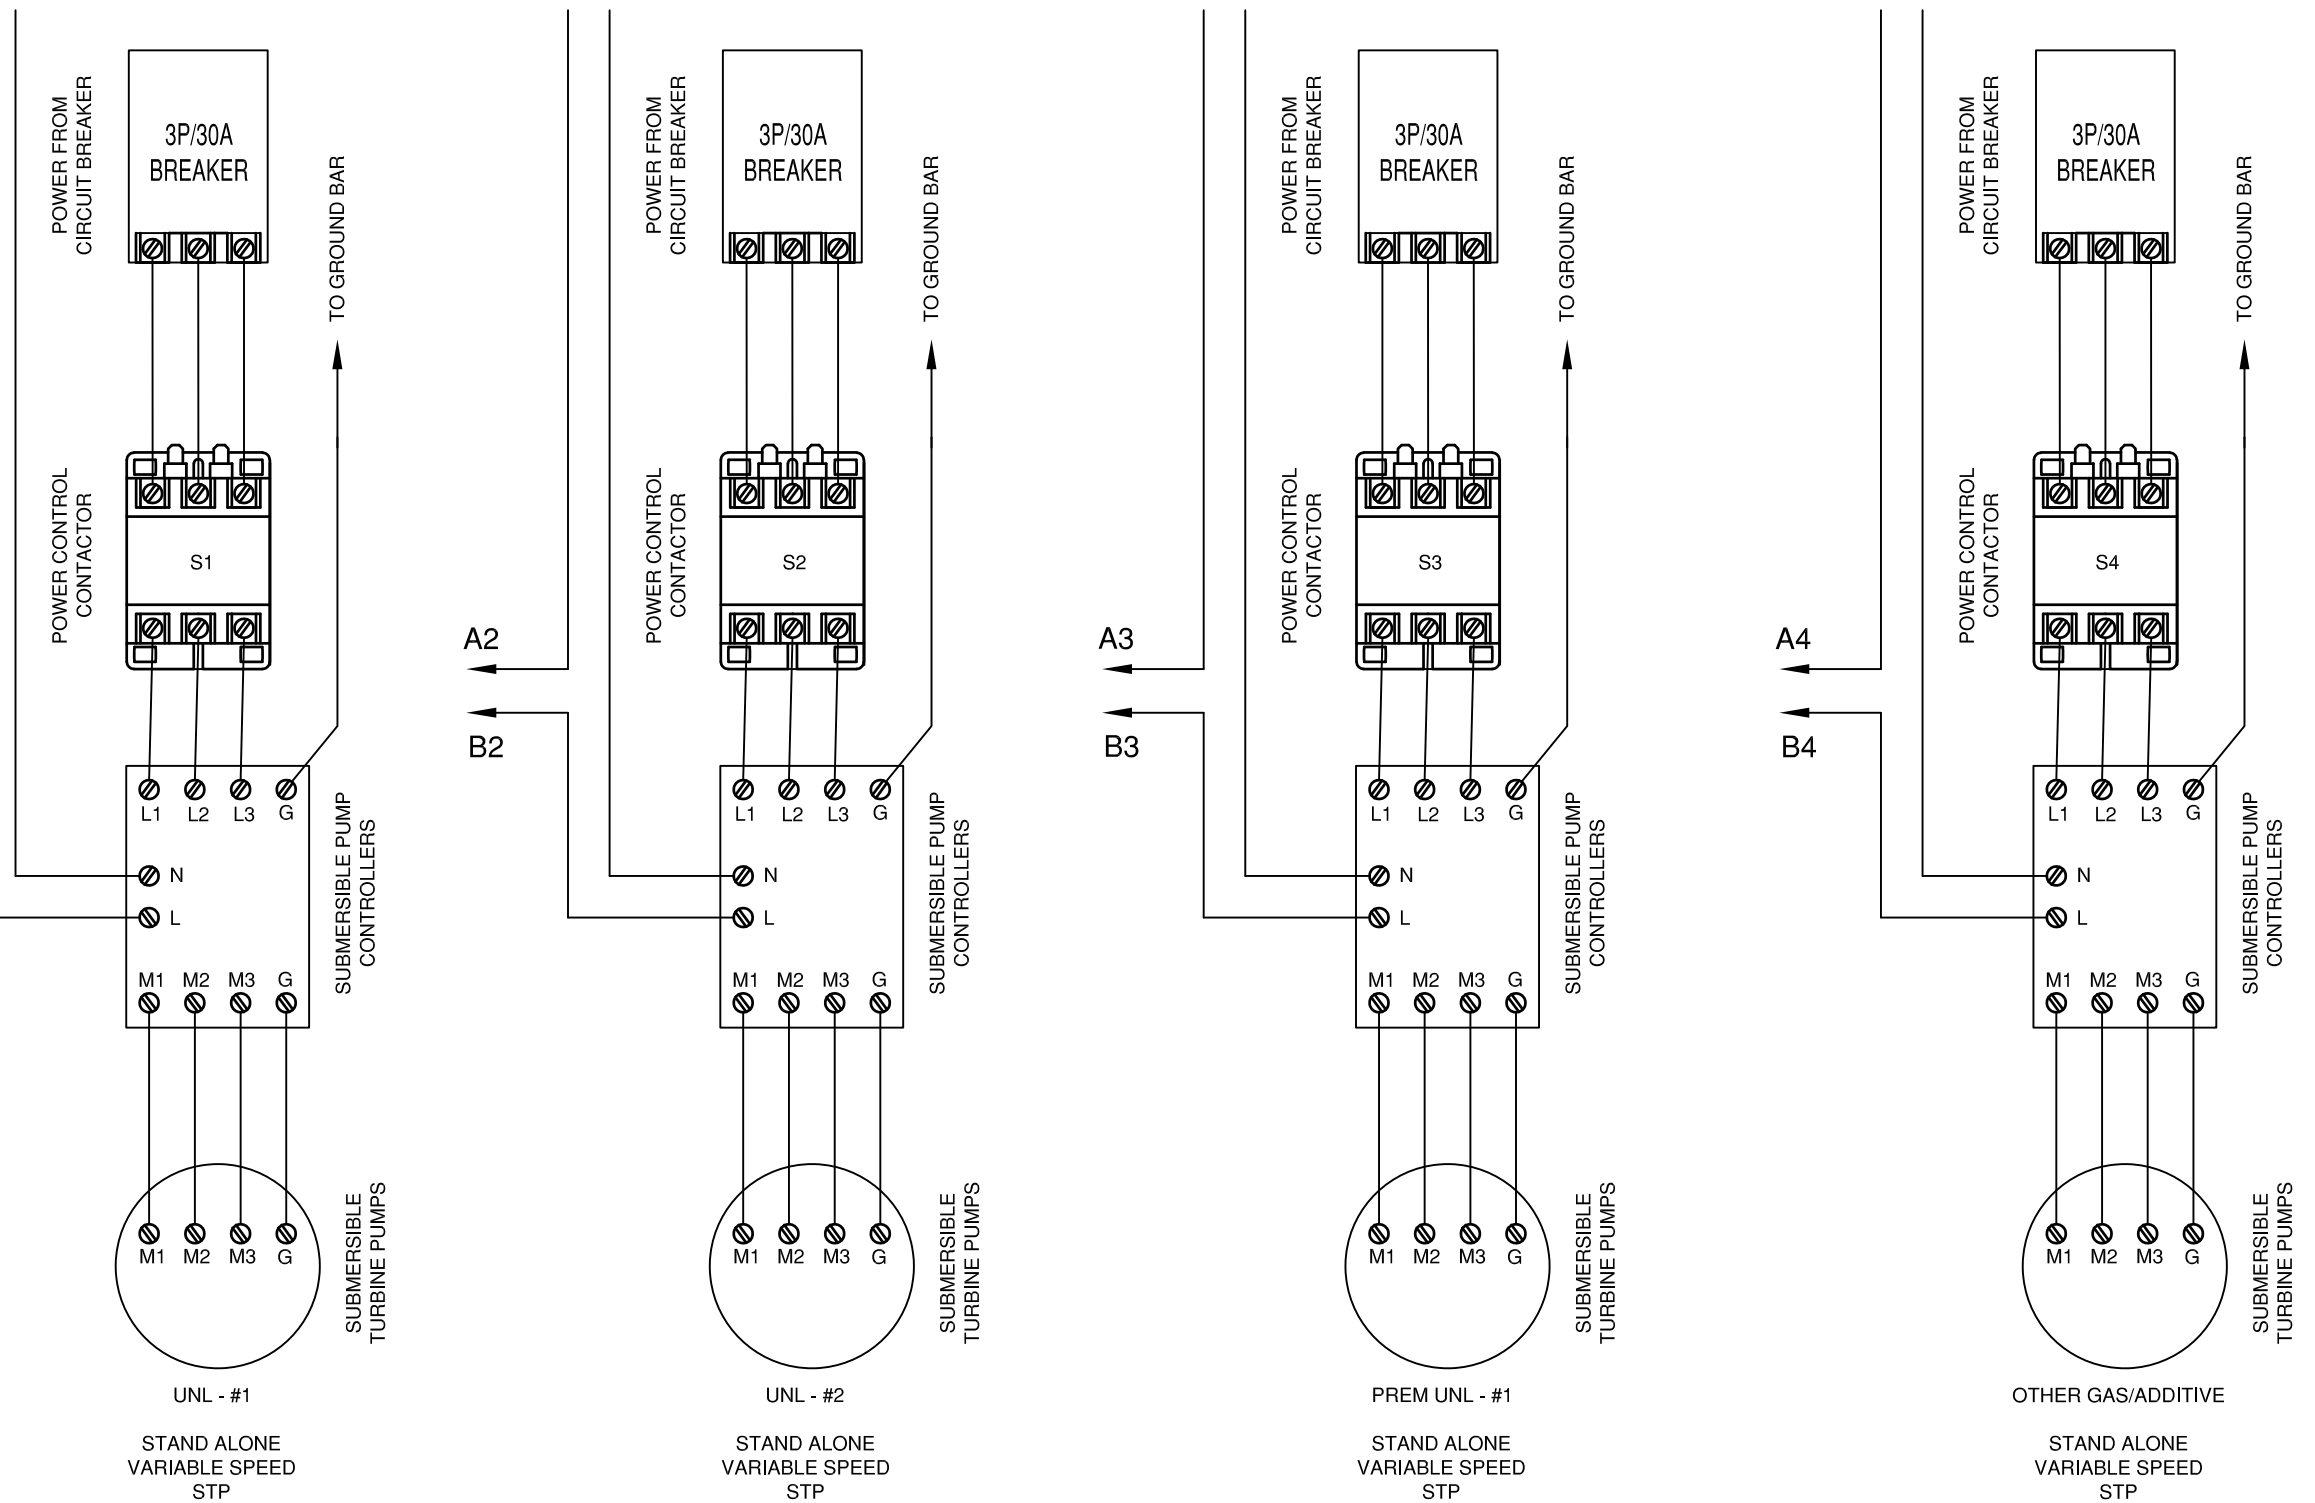 POWER FROM
CIRCUIT BREAKER
3P/30A
BREAKER
TO GROUND BAR
POWER CONTROL
CONTACTOR
S1
L1 L2 L3 G
N
L
M1 M2 M3 G
SUBMERSIBLE PUMP
CONTROLLERS
M1 M2 M3 G
SUBMERSIBLE
TURBINE PUMPS
UNL - #1
STAND ALONE
VARIABLE SPEED
STP
POWER FROM
CIRCUIT BREAKER
3P/30A
BREAKER
TO GROUND BAR
POWER CONTROL
CONTACTOR
S2
A2
B2
L1 L2 L3 G
N
L
M1 M2 M3 G
SUBMERSIBLE PUMP
CONTROLLERS
M1 M2 M3 G
SUBMERSIBLE
TURBINE PUMPS
UNL - #2
STAND ALONE
VARIABLE SPEED
STP
POWER FROM
CIRCUIT BREAKER
3P/30A
BREAKER
TO GROUND BAR
POWER CONTROL
CONTACTOR
S3
A3
B3
L1 L2 L3 G
N
L
M1 M2 M3 G
SUBMERSIBLE PUMP
CONTROLLERS
M1 M2 M3 G
SUBMERSIBLE
TURBINE PUMPS
PREM UNL - #1
STAND ALONE
VARIABLE SPEED
STP
POWER FROM
CIRCUIT BREAKER
3P/30A
BREAKER
TO GROUND BAR
POWER CONTROL
CONTACTOR
S4
A4
B4
L1 L2 L3 G
N
L
M1 M2 M3 G
SUBMERSIBLE PUMP
CONTROLLERS
M1 M2 M3 G
SUBMERSIBLE
TURBINE PUMPS
OTHER GAS/ADDITIVE
STAND ALONE
VARIABLE SPEED
STP